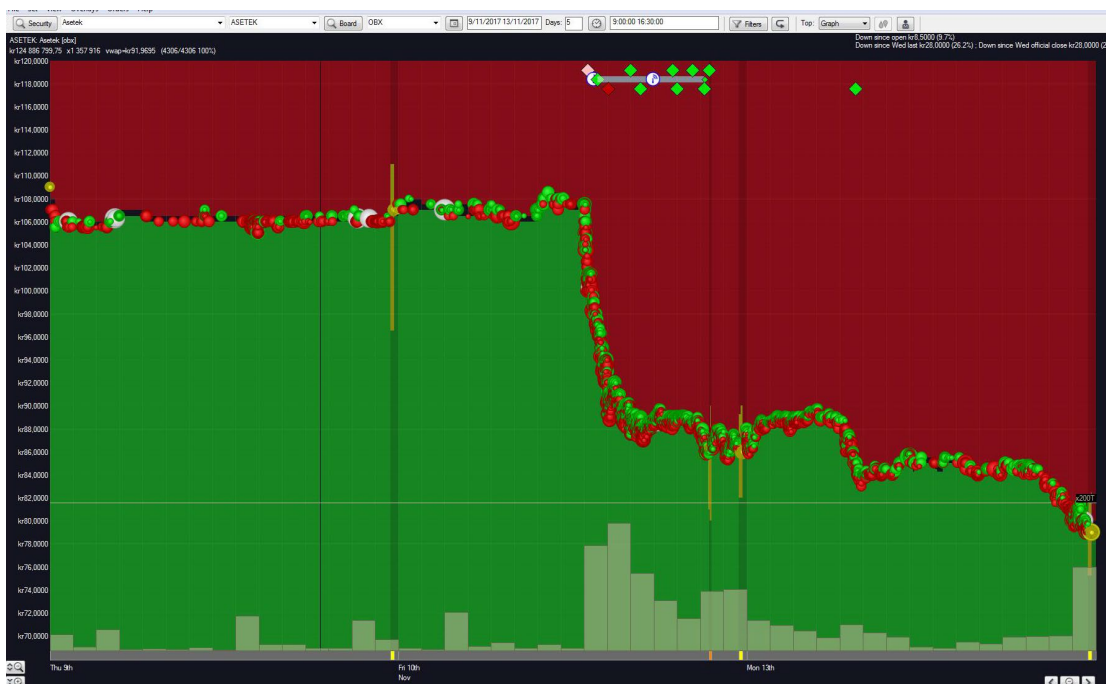 Security Asetek ASETEK Board OBX 9/11/2017 13/11/2017 Days: 5 9:00:00 16:30:00 Filters Top: Graph
ASETEK: Asetek [obx]
kr124 886 799,75 x1 357 916 vwap=kr91,9695 (4306/4306 100%)
Down since open kr8,5000 (9.7%)
Down since Wed last kr28,0000 (26.2%) ; Down since Wed official close kr28,0000 (2
kr120,0000
kr118,0000
kr116,0000
kr114,0000
kr112,0000
kr110,0000
kr108,0000
kr106,0000
kr104,0000
kr102,0000
kr100,0000
kr98,0000
kr96,0000
kr94,0000
kr92,0000
kr90,0000
kr88,0000
kr86,0000
kr84,0000
kr82,0000
x200T
kr80,0000
kr78,0000
kr76,0000
kr74,0000
kr72,0000
kr70,0000
Thu 9th Fri 10th Mon 13th
Nov